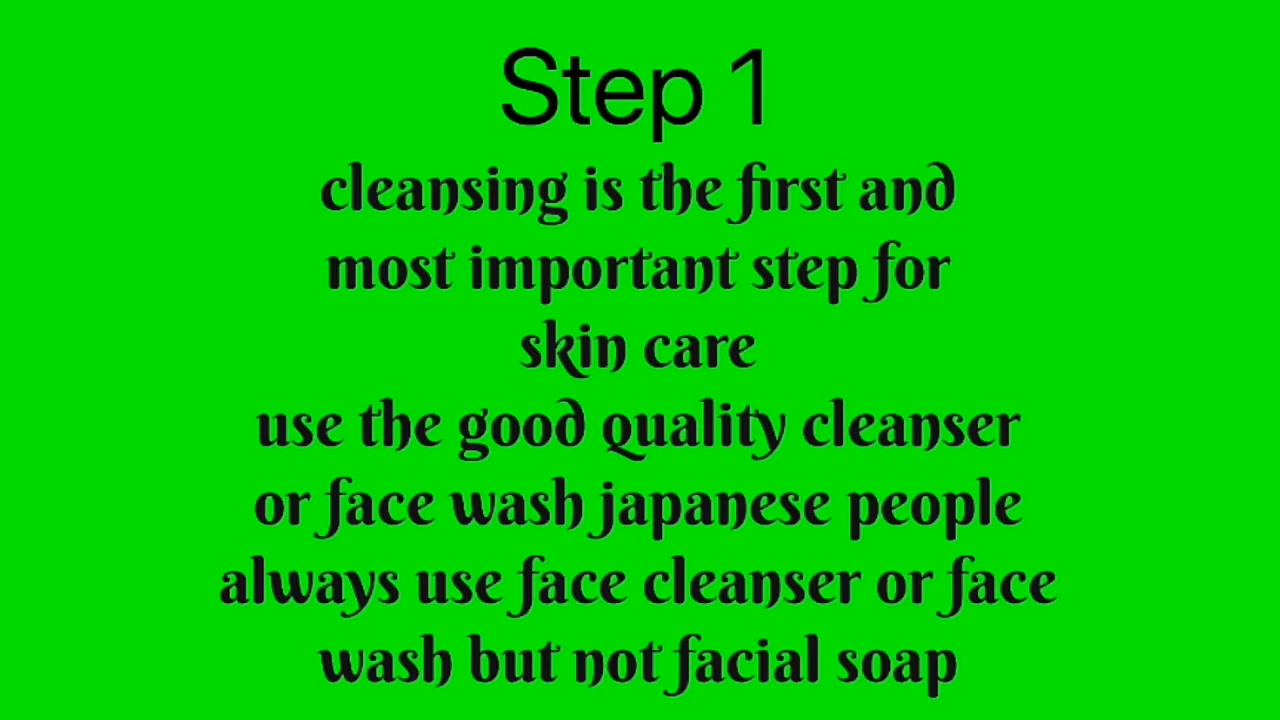 Step 1
cleansing is the first and
most important step for
skin care
use the good quality cleanser
or face wash japanese people
always use face cleanser or face
wash but not facial soap